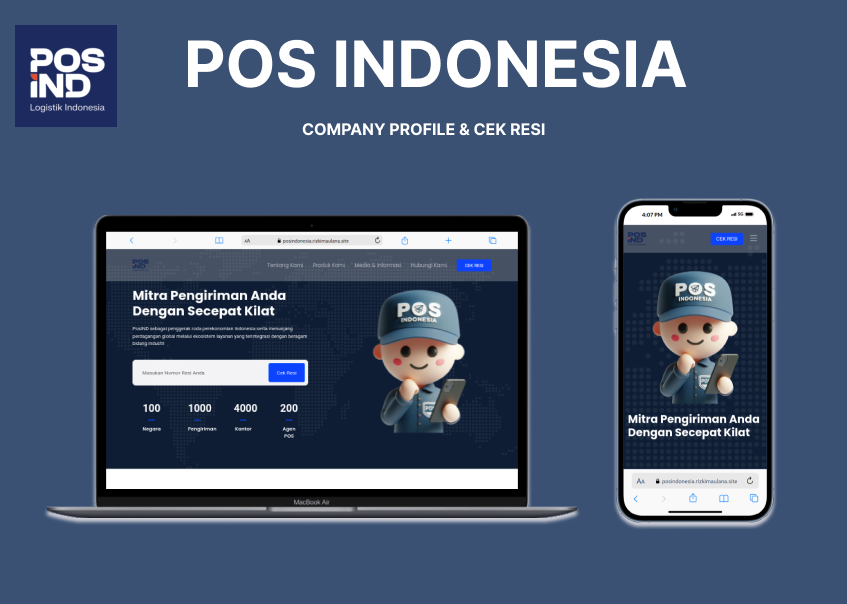 POS
IND
Logistik Indonesia
POS INDONESIA
COMPANY PROFILE & CEK RESI
AA posindonesia.rizkimaulana.site
POS
IND
Tentang Kami Produk Kami Media & Informasi Hubungi Kami CEK RESI
Mitra Pengiriman Anda
Dengan Secepat Kilat
PosIND sebagai penggerak roda perekonomian Indonesia serta menunjang
perdagangan global melalui ekosistem layanan yang terintegrasi dengan beragam
bidang industri
Masukan Nomor Resi Anda Cek Resi
100 1000 4000 200
Negara Pengiriman Kantor Agen
POS
POS
INDONESIA
POS
MacBook Air
4:07 PM 5G
POS
IND
CEK RESI
POS
INDONESIA
POS
Mitra Pengiriman Anda
Dengan Secepat Kilat
AA posindonesia.rizkimaulana.site